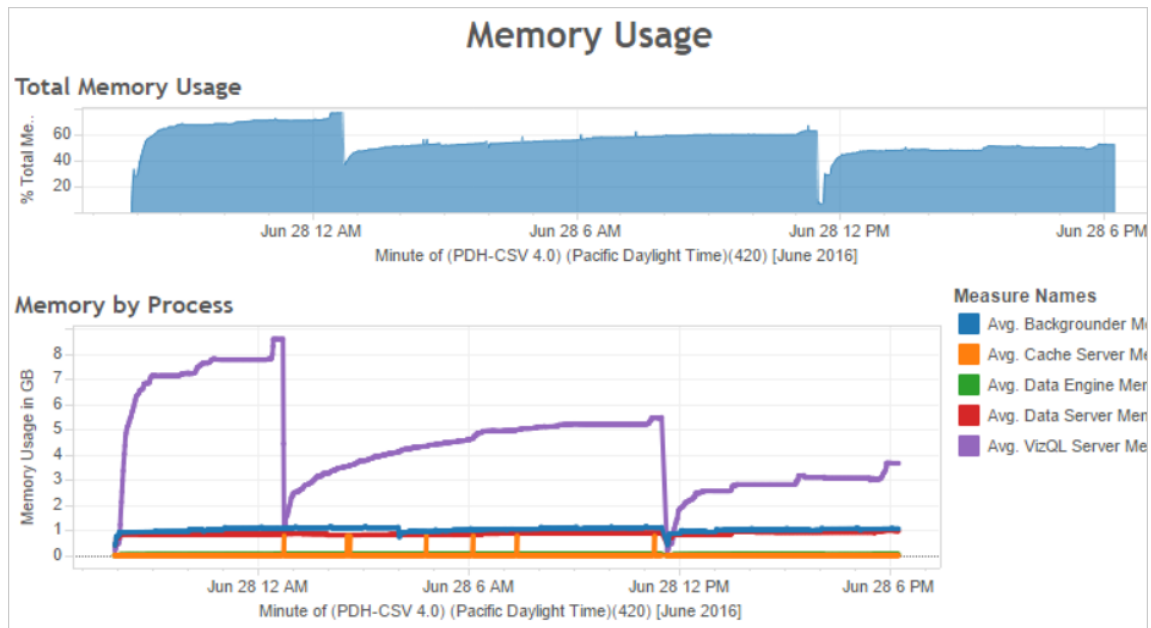 Memory Usage
Total Memory Usage
% Total Me..
60
40
20
Jun 28 12 AM Jun 28 6 AM Jun 28 12 PM Jun 28 6 PM
Minute of (PDH-CSV 4.0) (Pacific Daylight Time)(420) [June 2016]
Memory by Process
Memory Usage in GB
8
7
6
5
4
3
2
1
0
Jun 28 12 AM Jun 28 6 AM Jun 28 12 PM Jun 28 6 PM
Minute of (PDH-CSV 4.0) (Pacific Daylight Time)(420) [June 2016]
Measure Names
Avg. Backgrounder Me
Avg. Cache Server Me
Avg. Data Engine Mem
Avg. Data Server Mem
Avg. VizQL Server Me